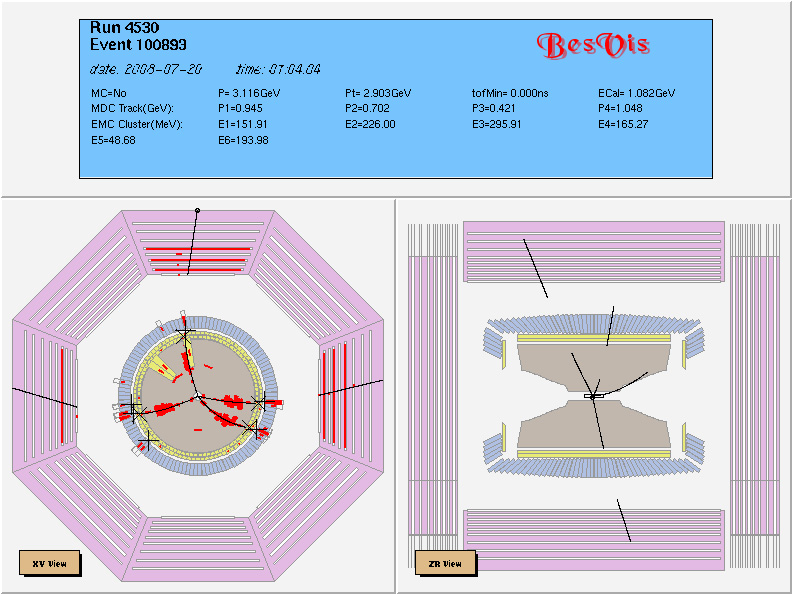 Run 4530
Event 100899
BesVis
date: 2008-07-20 time: 01:04:04
MC=No P= 3.116GeV Pt= 2.903GeV tofMin= 0.000ns ECal= 1.082GeV
MDC Track(GeV): P1=0.945 P2=0.702 P3=0.421 P4=1.048
EMC Cluster(MeV): E1=151.91 E2=226.00 E3=295.91 E4=165.27
E5=48.68 E6=193.98
XY View
ZR View